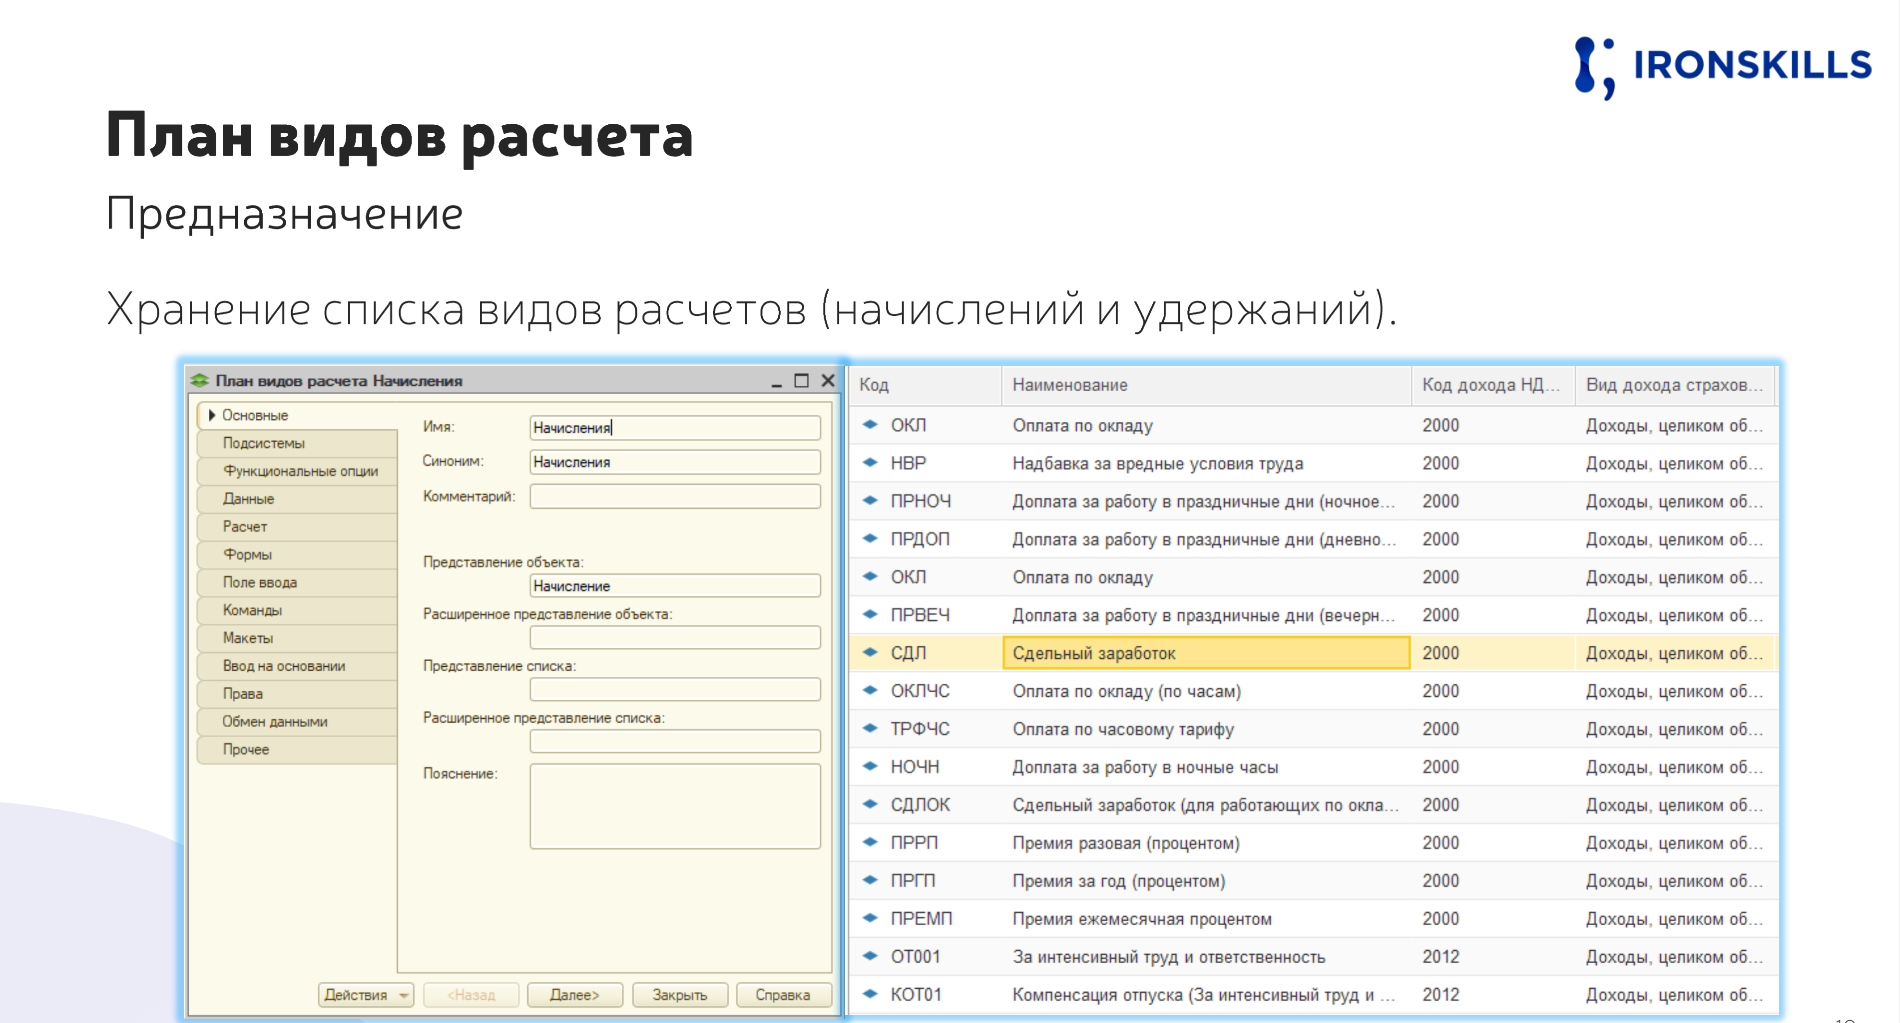 IRONSKILLS
План видов расчета
Предназначение
Хранение списка видов расчетов (начислений и удержаний).
План видов расчета Начисления
Основные
Подсистемы
Функциональные опции
Данные
Расчет
Формы
Поле ввода
Команды
Макеты
Ввод на основании
Права
Обмен данными
Прочее
Имя: Начисления
Синоним: Начисления
Комментарий:
Представление объекта:
Начисление
Расширенное представление объекта:
Представление списка:
Расширенное представление списка:
Пояснение:
Действия <Назад Далее> Закрыть Справка
Код Наименование Код дохода НД... Вид дохода страхов...
ОКЛ Оплата по окладу 2000 Доходы, целиком об...
НВР Надбавка за вредные условия труда 2000 Доходы, целиком об...
ПРНОЧ Доплата за работу в праздничные дни (ночное... 2000 Доходы, целиком об...
ПРДОП Доплата за работу в праздничные дни (дневно... 2000 Доходы, целиком об...
ОКЛ Оплата по окладу 2000 Доходы, целиком об...
ПРВЕЧ Доплата за работу в праздничные дни (вечерн... 2000 Доходы, целиком об...
СДЛ Сдельный заработок 2000 Доходы, целиком об...
ОКЛЧС Оплата по окладу (по часам) 2000 Доходы, целиком об...
ТРФЧС Оплата по часовому тарифу 2000 Доходы, целиком об...
НОЧН Доплата за работу в ночные часы 2000 Доходы, целиком об...
СДЛОК Сдельный заработок (для работающих по окла... 2000 Доходы, целиком об...
ПРРП Премия разовая (процентом) 2000 Доходы, целиком об...
ПРГП Премия за год (процентом) 2000 Доходы, целиком об...
ПРЕМП Премия ежемесячная процентом 2000 Доходы, целиком об...
ОТ001 За интенсивный труд и ответственность 2012 Доходы, целиком об...
КОТ01 Компенсация отпуска (За интенсивный труд и ... 2012 Доходы, целиком об...